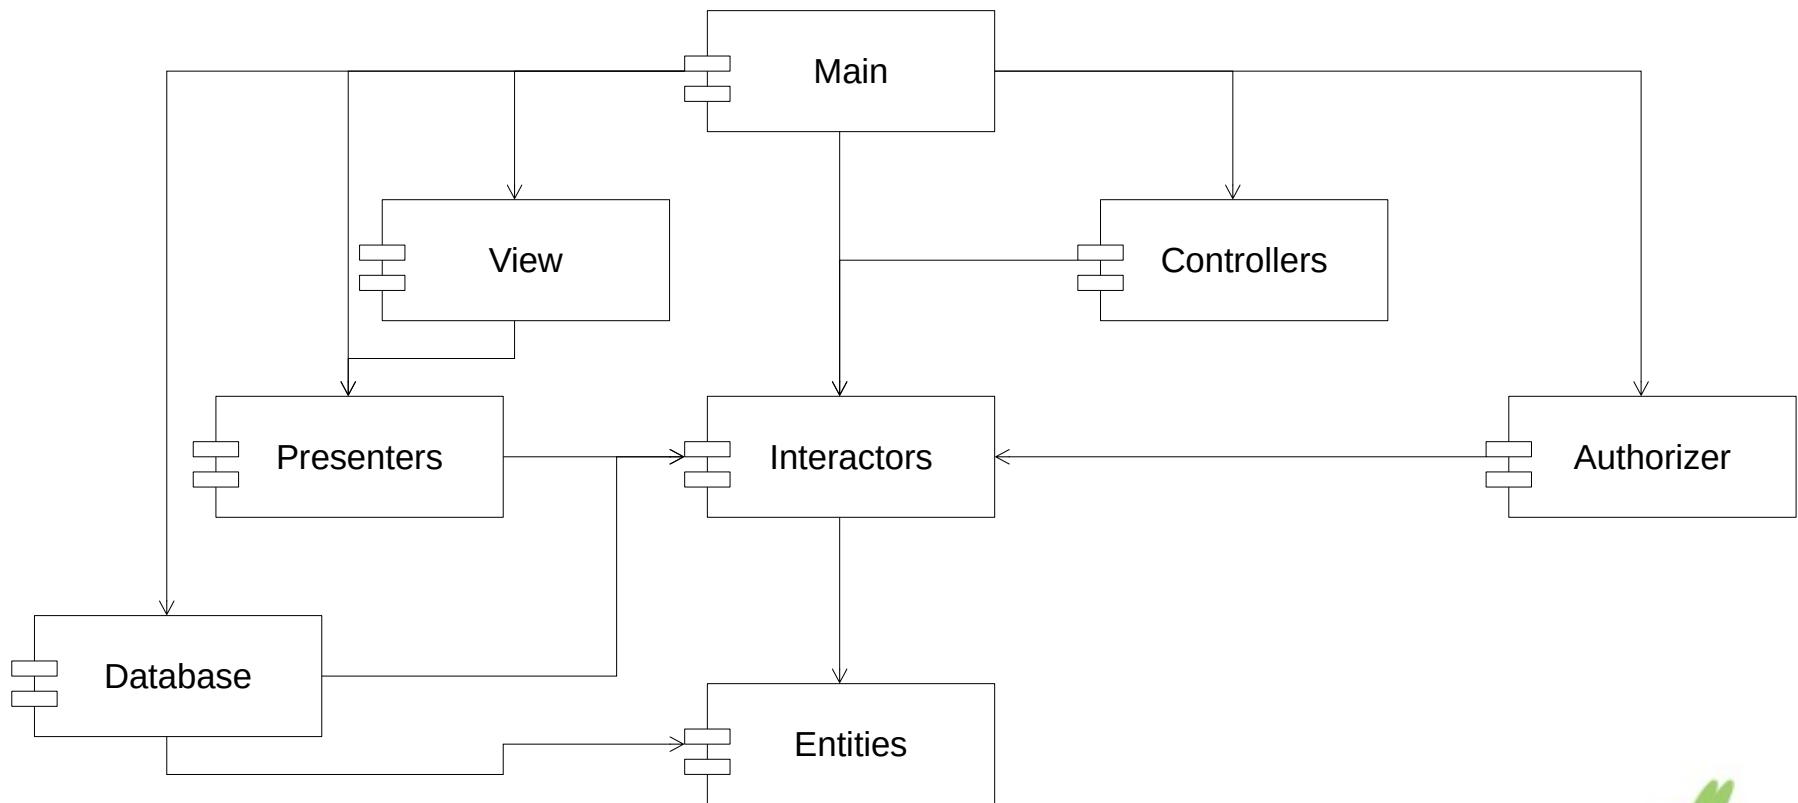 Main
View
Controllers
Presenters
Interactors
Authorizer
Database
Entities